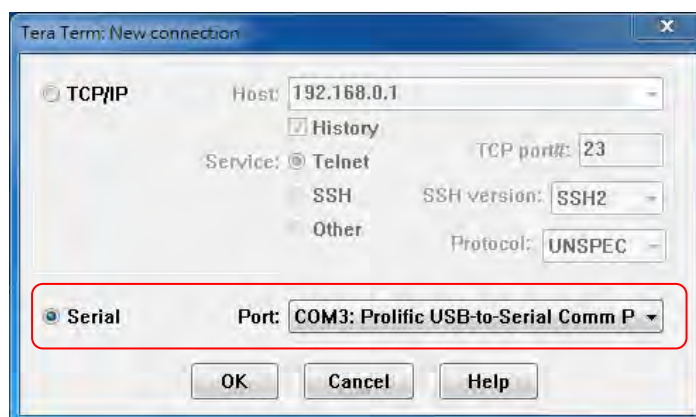 Tera Term: New connection
x
TCP/IP Host: 192.168.0.1
History
Service: Telnet TCP port#: 23
SSH SSH version: SSH2
Other Protocol: UNSPEC
Serial Port: COM3: Prolific USB-to-Serial Comm P
OK Cancel Help